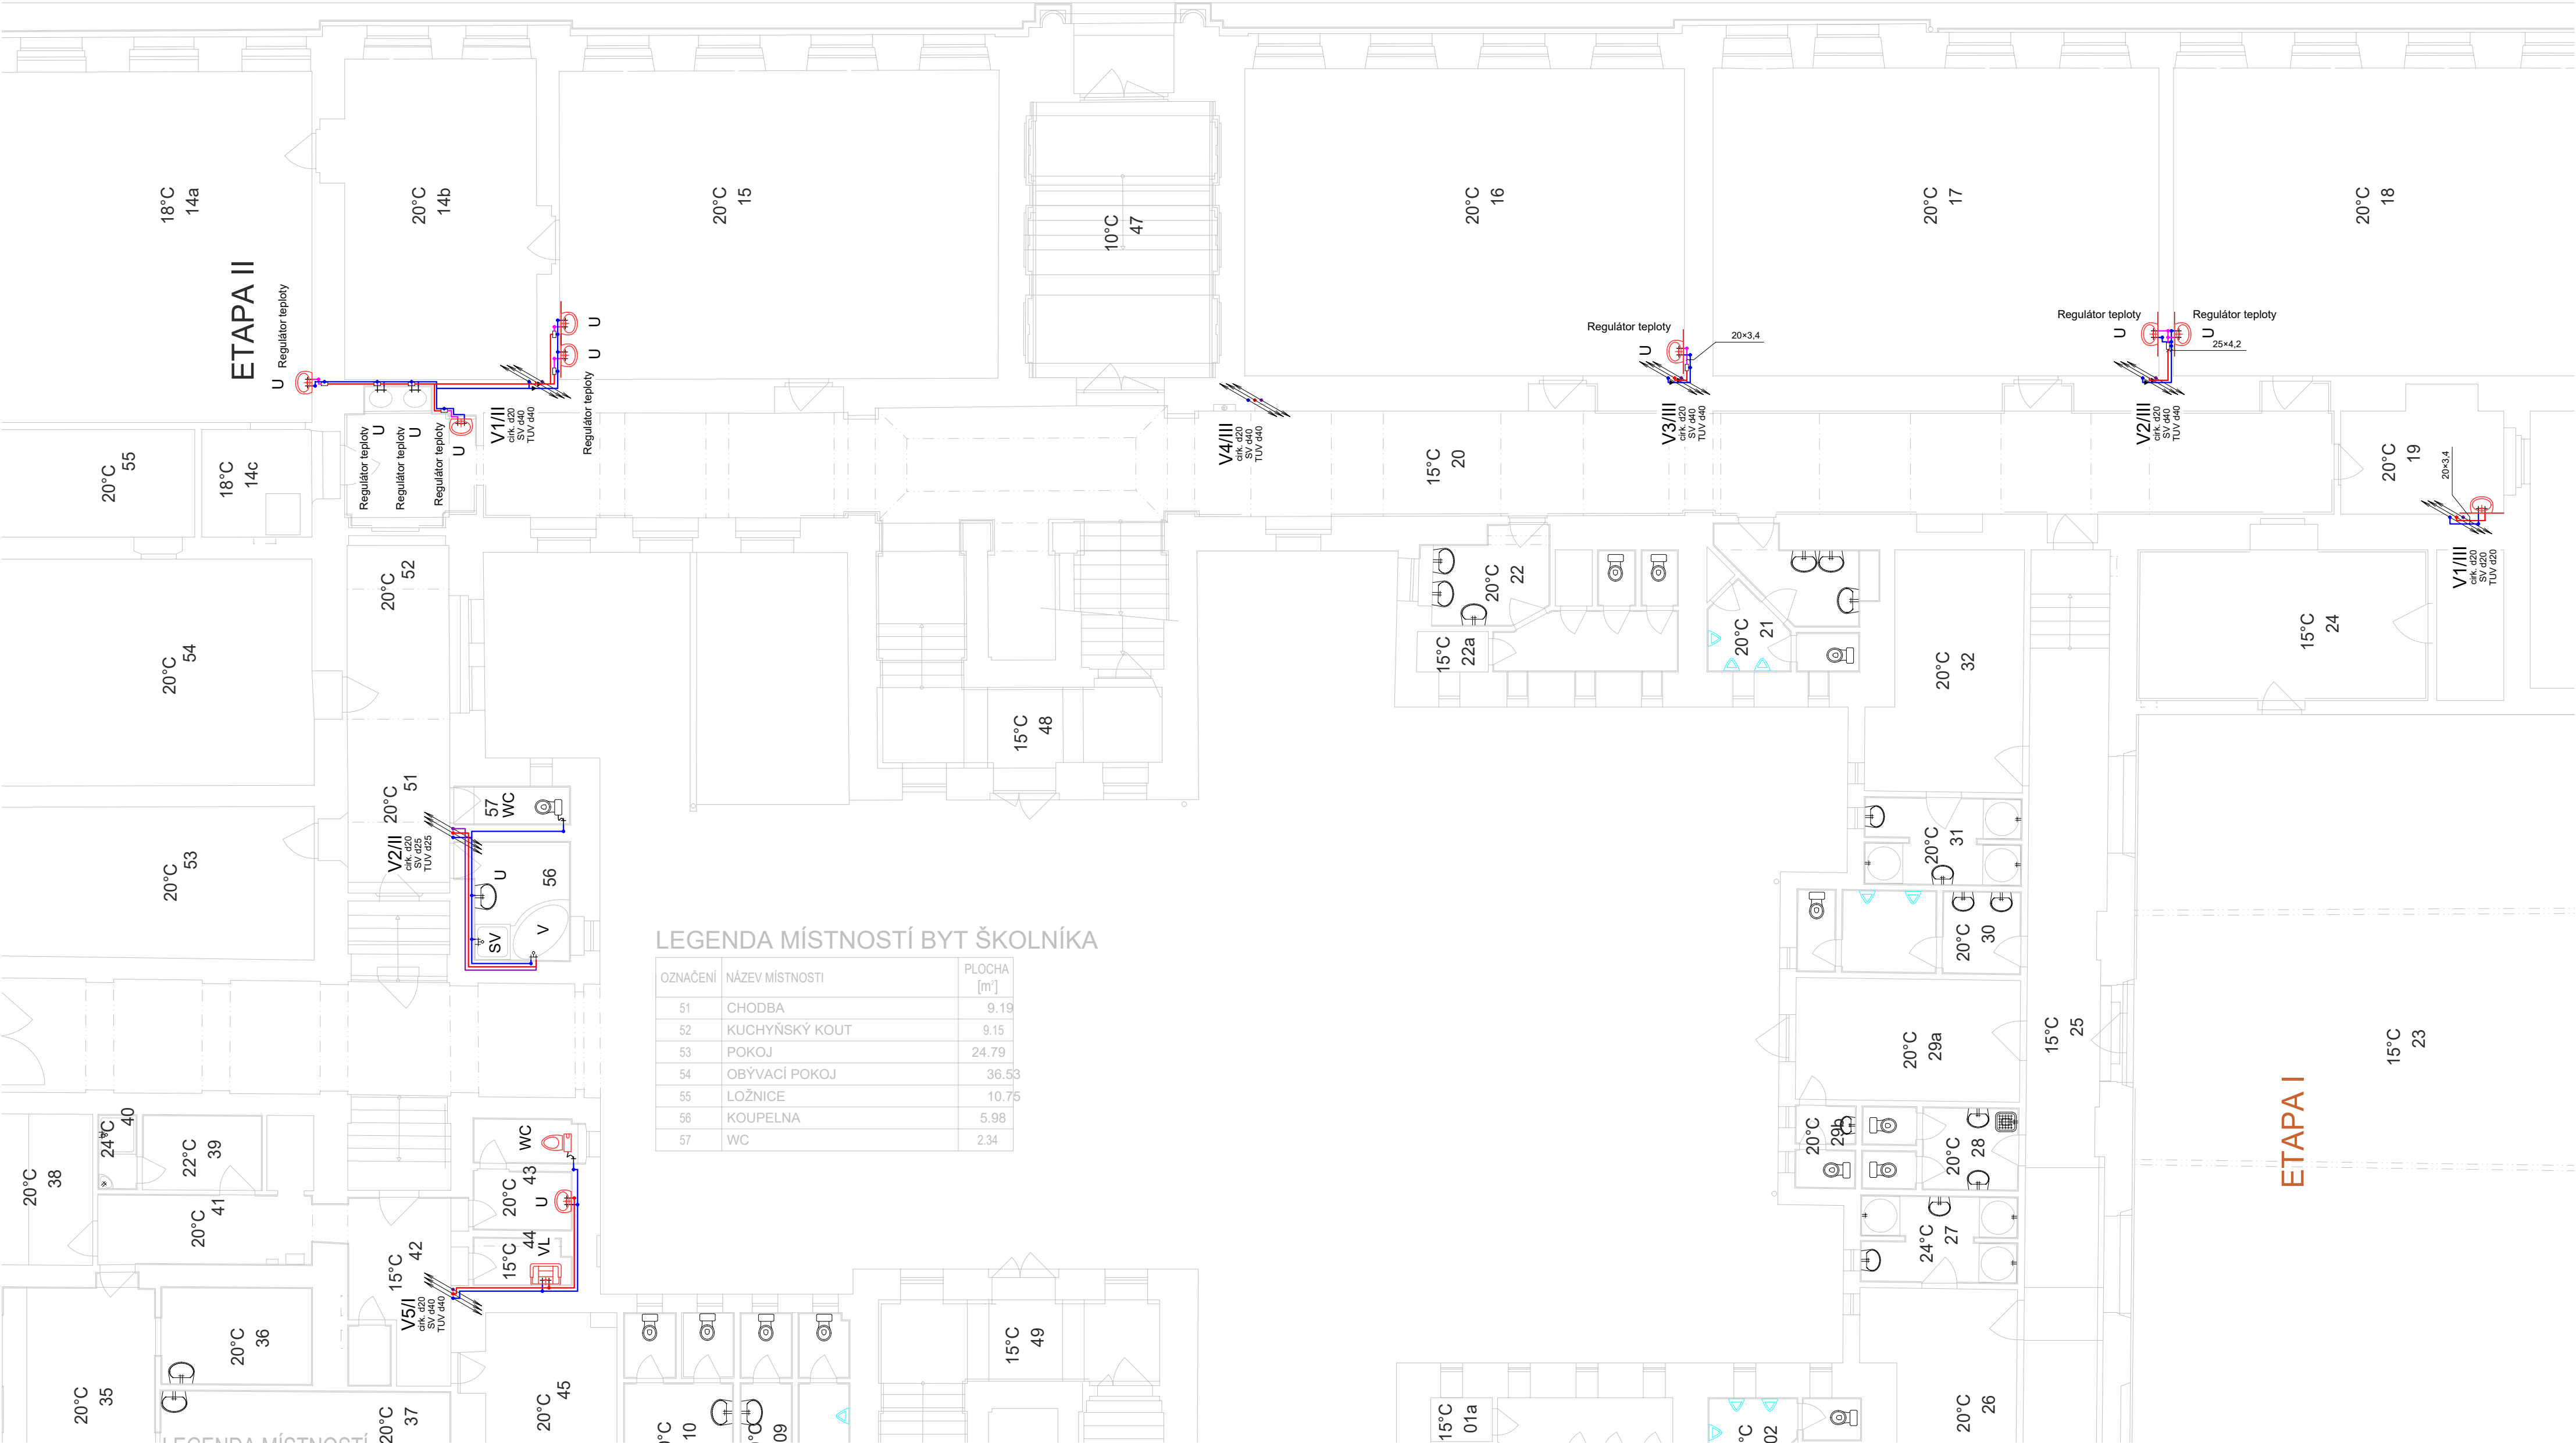 18°C
14a
ETAPA II
U
Regulátor teploty
20°C
14b
20°C
15
U
U
Regulátor teploty
V1/II
cirk. d20
SV d40
TUV d40
U
Regulátor teploty
U
Regulátor teploty
U
Regulátor teploty
10°C
47
20°C
16
Regulátor teploty
U
20×3,4
20°C
17
Regulátor teploty
U
Regulátor teploty
U
25×4,2
20°C
18
V4/III
cirk. d20
SV d40
TUV d40
V3/III
cirk. d20
SV d40
TUV d40
V2/III
cirk. d20
SV d40
TUV d40
15°C
20
20°C
19
20×3,4
V1/III
cirk. d20
SV d20
TUV d20
20°C
55
18°C
14c
20°C
52
20°C
54
20°C
51
V2/II
cirk. d20
SV d25
TUV d25
57
WC
U
56
SV
V
20°C
53
15°C
48
20°C
22
15°C
22a
20°C
21
20°C
32
15°C
24
20°C
31
20°C
30
20°C
29a
15°C
25
15°C
23
ETAPA I
20°C
29b
20°C
28
24°C
27
20°C
26
LEGENDA MÍSTNOSTÍ BYT ŠKOLNÍKA
OZNAČENÍ NÁZEV MÍSTNOSTI PLOCHA
[m²]
51 CHODBA 9.19
52 KUCHYŇSKÝ KOUT 9.15
53 POKOJ 24.79
54 OBÝVACÍ POKOJ 36.53
55 LOŽNICE 10.75
56 KOUPELNA 5.98
57 WC 2.34
20°C
38
24°C
40
22°C
39
20°C
41
WC
20°C
43
U
15°C
44
VL
15°C
42
V5/I
cirk. d20
SV d40
TUV d40
20°C
36
20°C
35
20°C
37
20°C
45
10
09
15°C
49
15°C
01a
02
LEGENDA MÍSTNOSTÍ